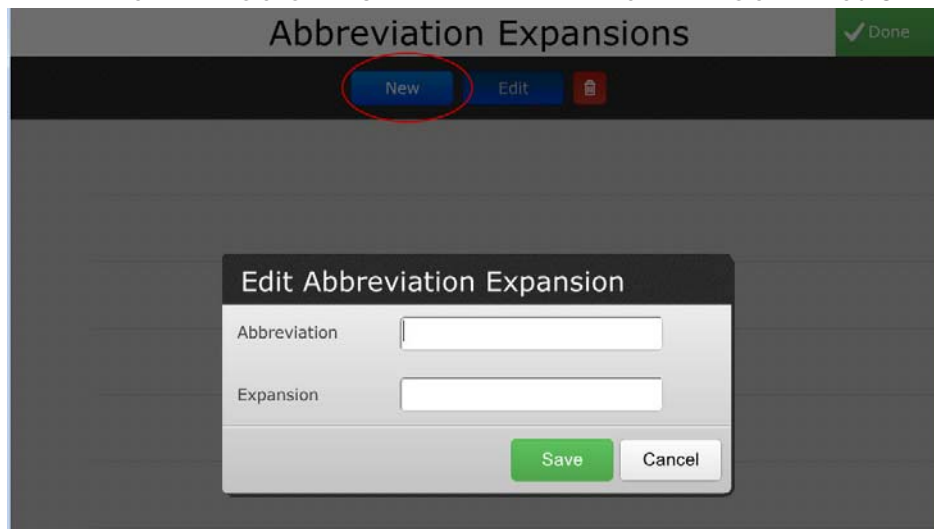 Abbreviation Expansions
Done
New Edit
Edit Abbreviation Expansion
Abbreviation
Expansion
Save Cancel